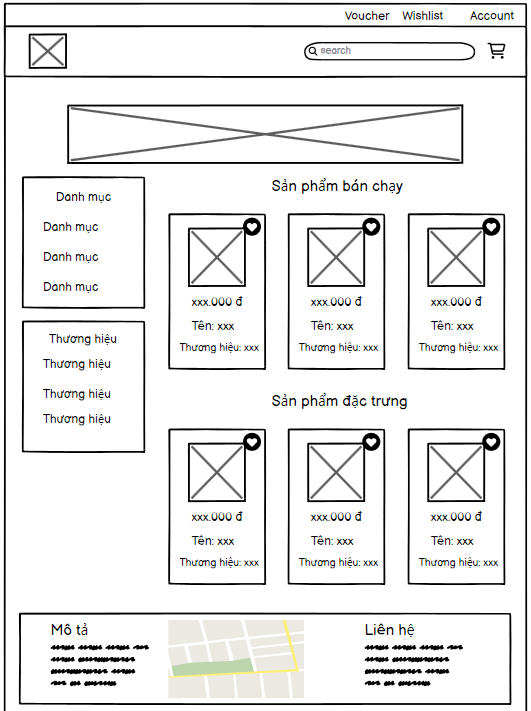 Voucher Wishlist Account
search
Sản phẩm bán chạy
Danh mục
Danh mục
Danh mục
Danh mục
Thương hiệu
Thương hiệu
Thương hiệu
Thương hiệu
xxx.000 đ xxx.000 đ xxx.000 đ
Tên: xxx Tên: xxx Tên: xxx
Thương hiệu: xxx Thương hiệu: xxx Thương hiệu: xxx
Sản phẩm đặc trưng
xxx.000 đ xxx.000 đ xxx.000 đ
Tên: xxx Tên: xxx Tên: xxx
Thương hiệu: xxx Thương hiệu: xxx Thương hiệu: xxx
Mô tả
Liên hệ